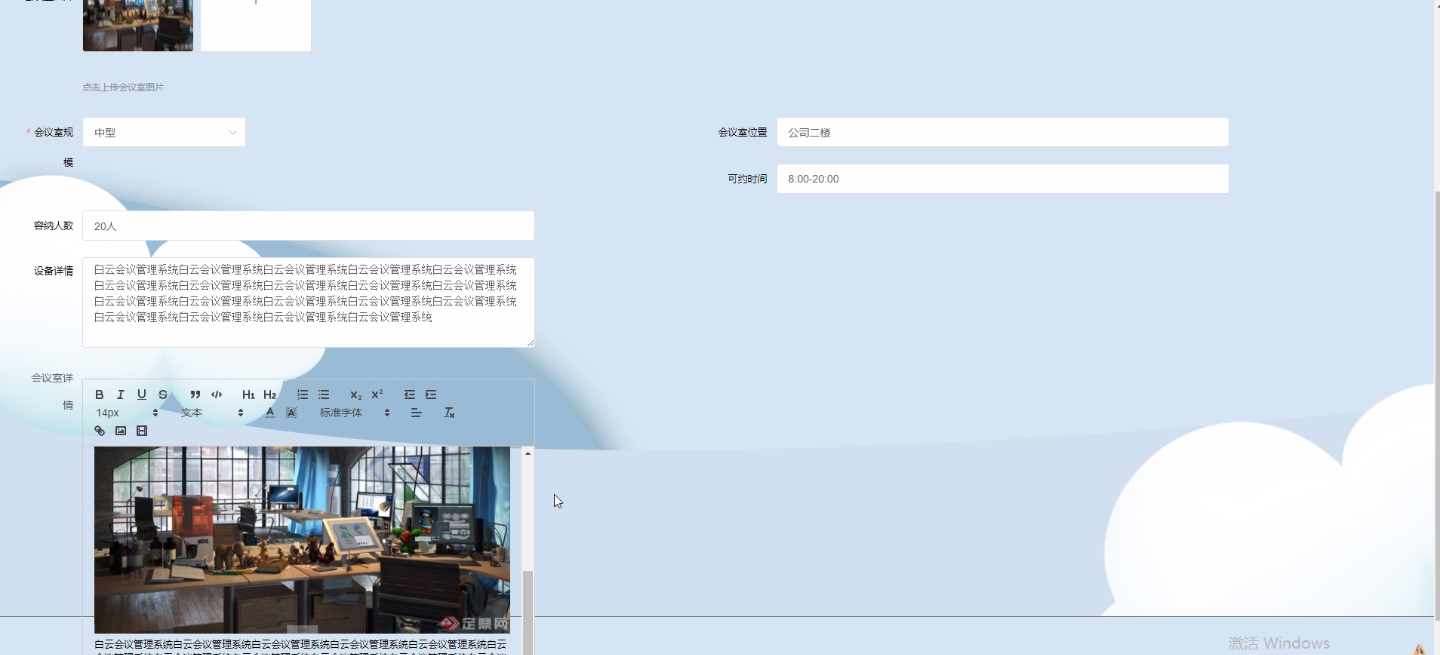 点击上传会议室图片
* 会议室规模
中型
会议室位置
公司二楼
可约时间
8:00-20:00
容纳人数
20人
设备详情
白云会议管理系统白云会议管理系统白云会议管理系统白云会议管理系统白云会议管理系统
白云会议管理系统白云会议管理系统白云会议管理系统白云会议管理系统白云会议管理系统
白云会议管理系统白云会议管理系统白云会议管理系统白云会议管理系统白云会议管理系统
白云会议管理系统白云会议管理系统白云会议管理系统白云会议管理系统
会议室详情
B I U S H1 H2 X2 X2
14px 文本 A A 标准字体 Tx
足鼎网
白云会议管理系统白云会议管理系统白云会议管理系统白云会议管理系统白云会议管理系统白云
激活 Windows